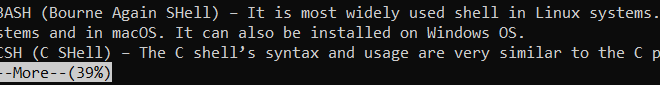 BASH (Bourne Again SHell) – It is most widely used shell in Linux systems.
stems and in macOS. It can also be installed on Windows OS.
CSH (C SHell) – The C shell’s syntax and usage are very similar to the C p
--More--(39%)